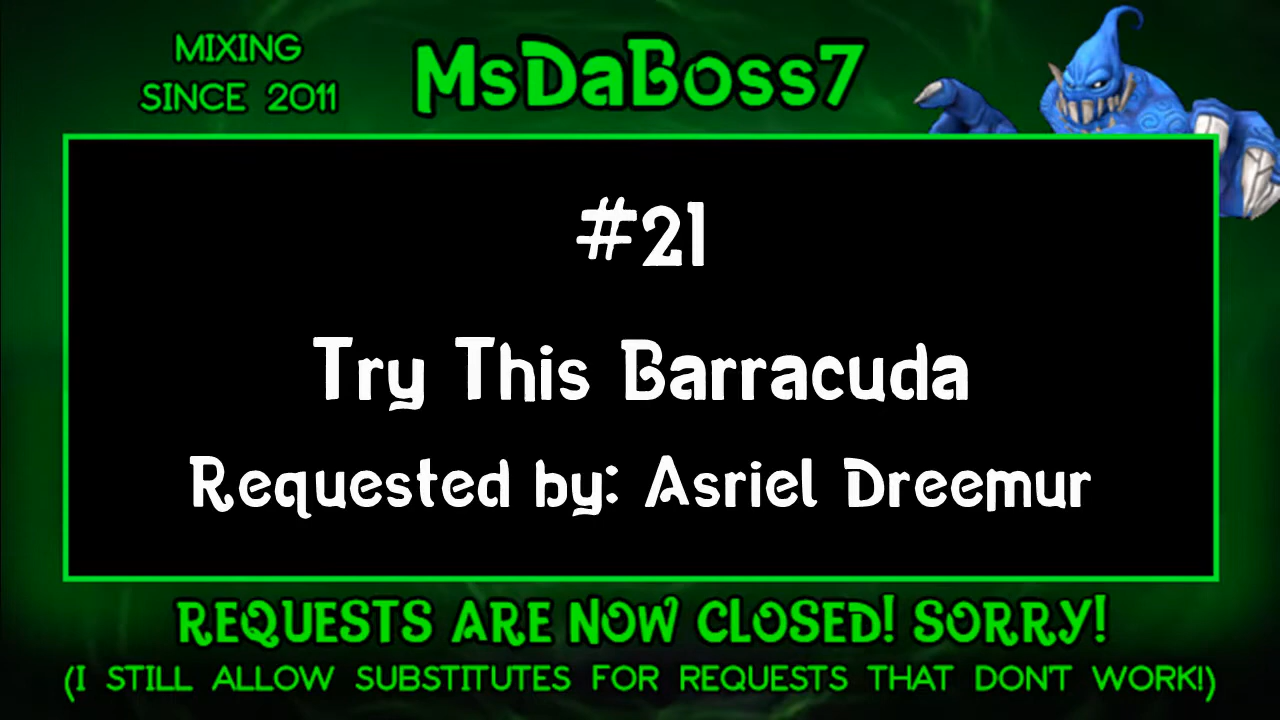 MIXING
SINCE 2011
MsDaBoss7
#21
Try This Barracuda
Requested by: Asriel Dreemur
REQUESTS ARE NOW CLOSED! SORRY!
(I STILL ALLOW SUBSTITUTES FOR REQUESTS THAT DON'T WORK!)